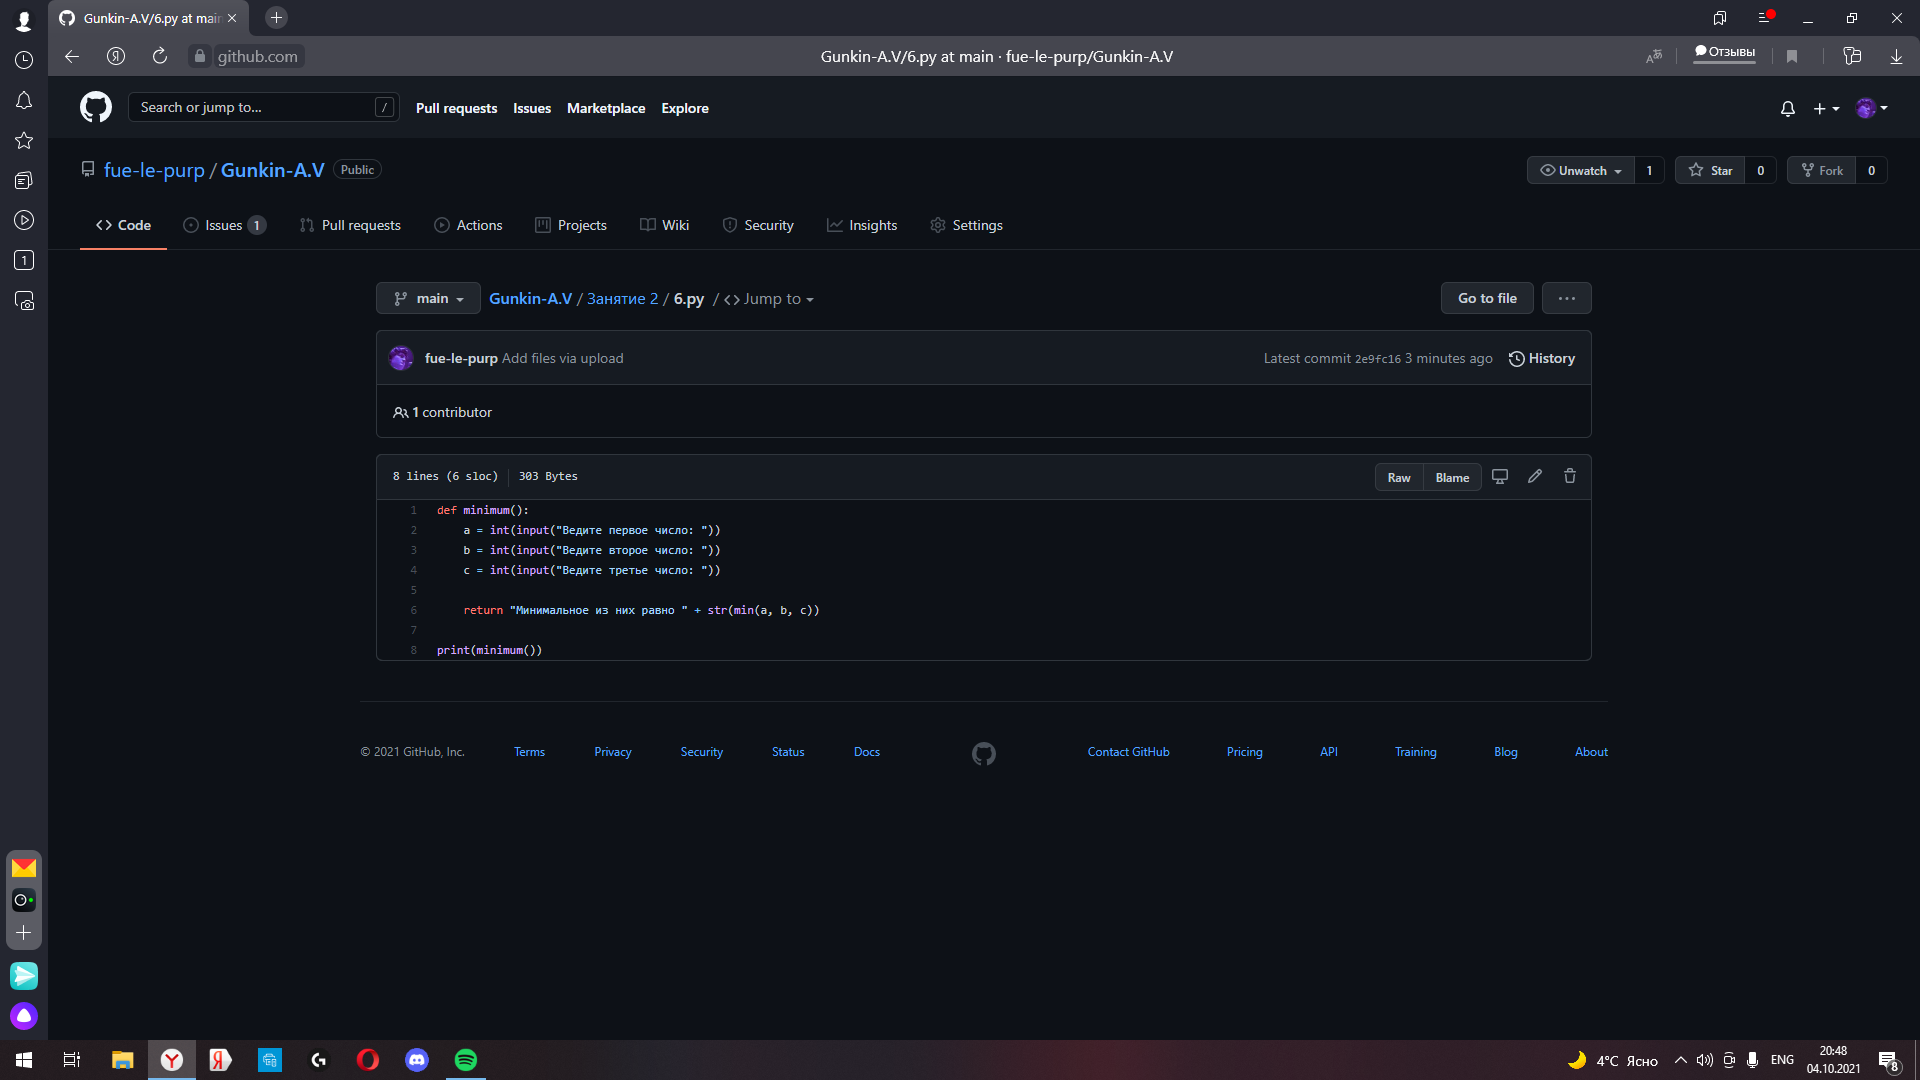 Gunkin-A.V/6.py at mai
github.com
Gunkin-A.V/6.py at main · fue-le-purp/Gunkin-A.V
Отзывы
Search or jump to...
/
Pull requests
Issues
Marketplace
Explore
fue-le-purp / Gunkin-A.V
Public
Unwatch
1
Star
0
Fork
0
Code
Issues 1
Pull requests
Actions
Projects
Wiki
Security
Insights
Settings
1
main
Gunkin-A.V / Занятие 2 / 6.py / <> Jump to
Go to file
...
fue-le-purp Add files via upload
Latest commit 2e9fc16 3 minutes ago
History
1 contributor
8 lines (6 sloc)
303 Bytes
Raw
Blame
1 def minimum():
2     a = int(input("Ведите первое число: "))
3     b = int(input("Ведите второе число: "))
4     c = int(input("Ведите третье число: "))
5
6     return "Минимальное из них равно " + str(min(a, b, c))
7
8 print(minimum())
© 2021 GitHub, Inc.
Terms
Privacy
Security
Status
Docs
Contact GitHub
Pricing
API
Training
Blog
About
4°C Ясно
ENG
20:48
04.10.2021
8